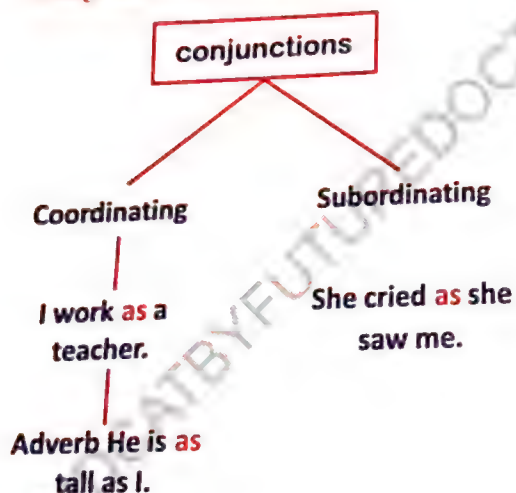 conjunctions
Coordinating
Subordinating
I work as a
teacher.
She cried as she
saw me.
Adverb He is as
tall as I.